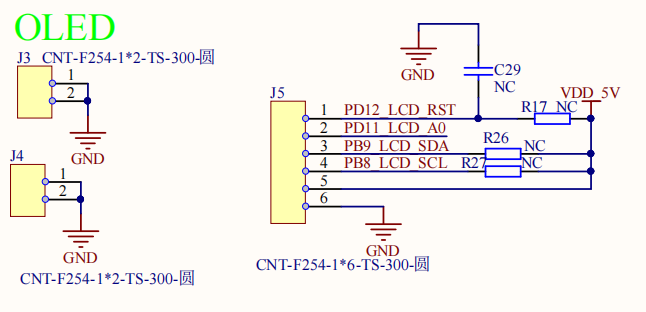 OLED
J3 CNT-F254-1*2-TS-300-圆
1
2
GND
J4
1
2
GND
CNT-F254-1*2-TS-300-圆
GND
C29
NC
J5
VDD_5V
1 PD12_LCD_RST R17 NC
2 PD11_LCD_A0
3 PB9_LCD_SDA R26 NC
4 PB8_LCD_SCL R27 NC
5
6
GND
CNT-F254-1*6-TS-300-圆